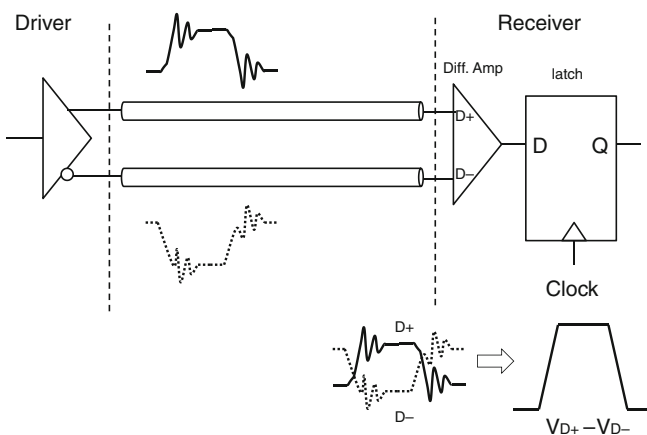 Driver
Receiver
Diff. Amp
latch
D+
D–
D
Q
Clock
D+
D–
VD+ –VD–